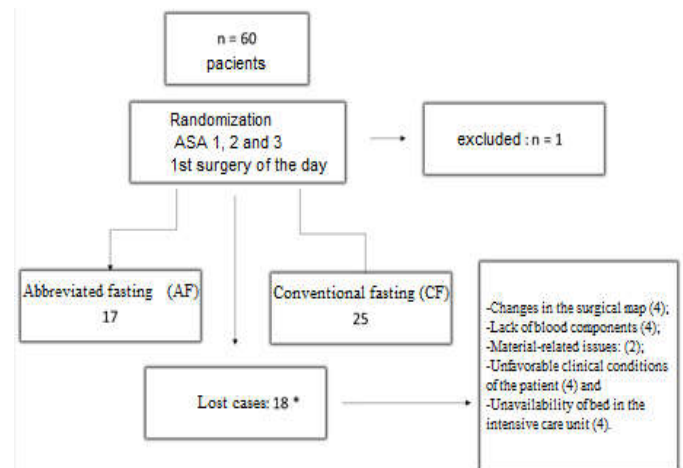 n = 60
pacients
Randomization
ASA 1, 2 and 3
1st surgery of the day
excluded : n = 1
Abbreviated fasting (AF)
17
Conventional fasting (CF)
25
Lost cases: 18 *
-Changes in the surgical map (4);
-Lack of blood components (4);
-Material-related issues: (2);
-Unfavorable clinical conditions
of the patient (4) and
-Unavailability of bed in the
intensive care unit (4).